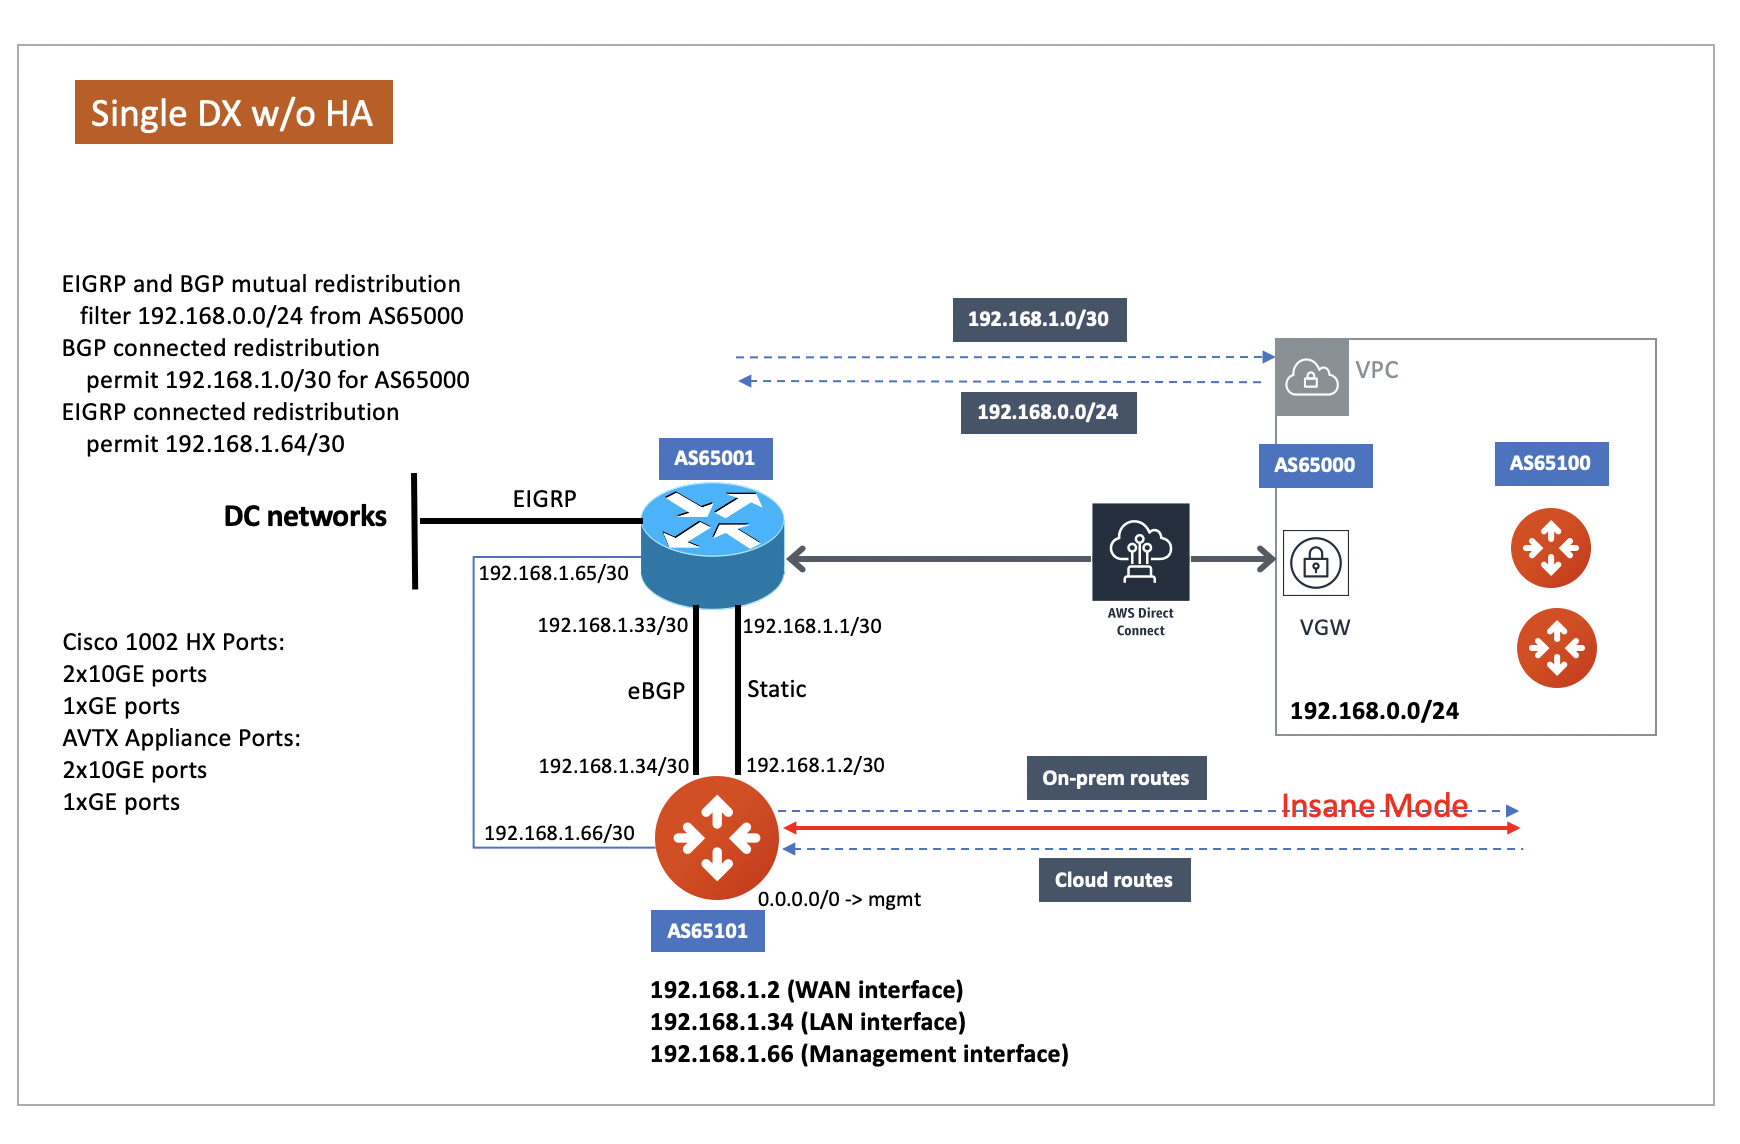 Single DX w/o HA
EIGRP and BGP mutual redistribution
filter 192.168.0.0/24 from AS65000
BGP connected redistribution
permit 192.168.1.0/30 for AS65000
EIGRP connected redistribution
permit 192.168.1.64/30
192.168.1.0/30
192.168.0.0/24
VPC
AS65001
AS65000
AS65100
DC networks
EIGRP
192.168.1.65/30
192.168.1.33/30
192.168.1.1/30
AWS Direct
Connect
VGW
192.168.0.0/24
Cisco 1002 HX Ports:
2x10GE ports
1xGE ports
AVTX Appliance Ports:
2x10GE ports
1xGE ports
eBGP
Static
192.168.1.34/30
192.168.1.2/30
192.168.1.66/30
On-prem routes
Insane Mode
Cloud routes
0.0.0.0/0 -> mgmt
AS65101
192.168.1.2 (WAN interface)
192.168.1.34 (LAN interface)
192.168.1.66 (Management interface)